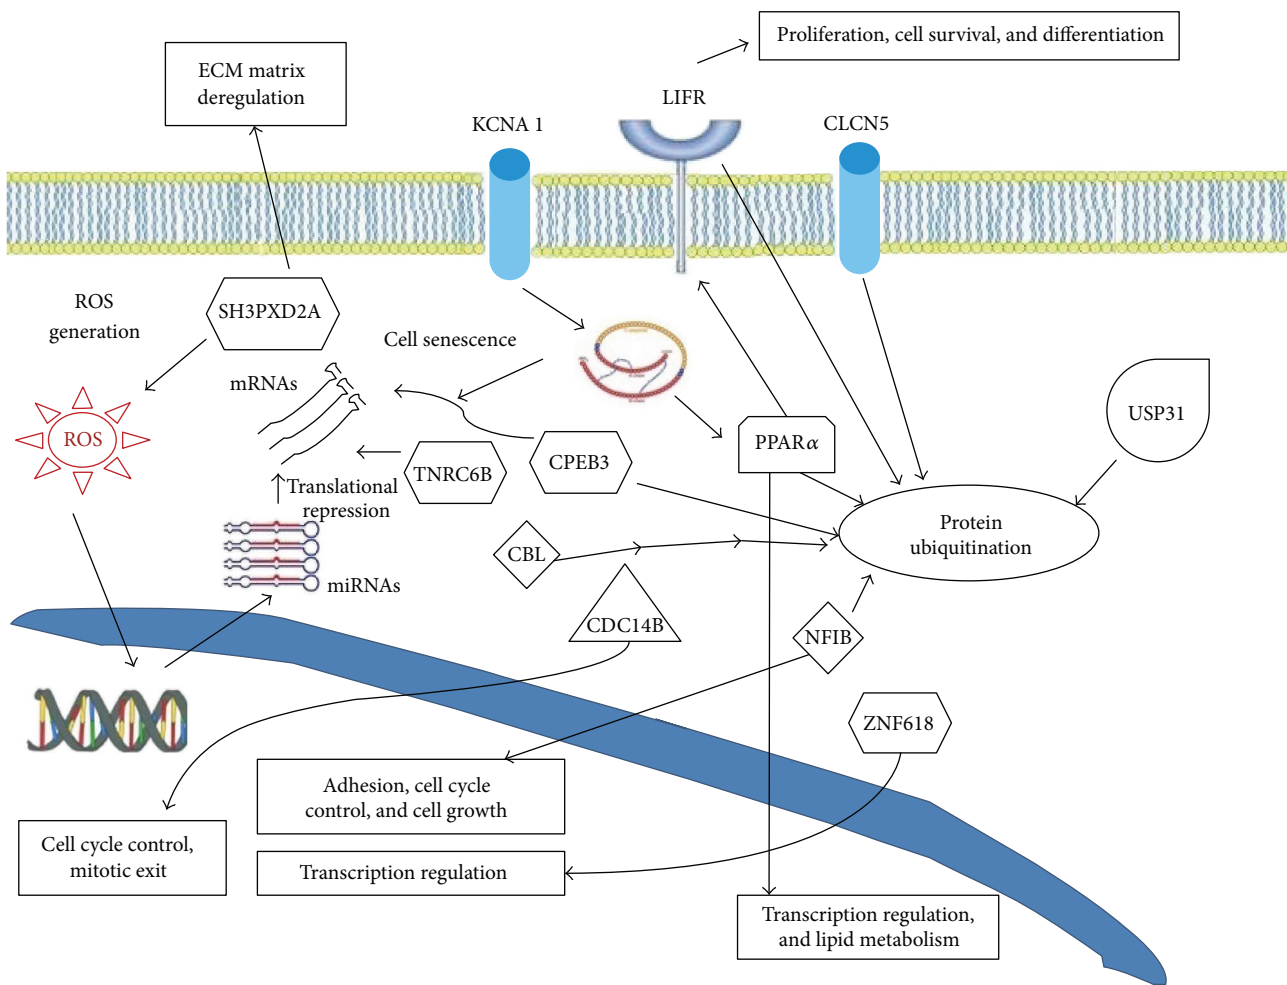 Proliferation, cell survival, and differentiation
ECM matrix
deregulation
LIFR
KCNA 1
CLCN5
ROS
generation
SH3PXD2A
Cell senescence
mRNAs
USP31
ROS
PPARα
CPEB3
TNRC6B
Translational
repression
Protein
ubiquitination
CBL
miRNAs
CDC14B
NFIB
ZNF618
Adhesion, cell cycle
control, and cell growth
Cell cycle control,
mitotic exit
Transcription regulation
Transcription regulation,
and lipid metabolism